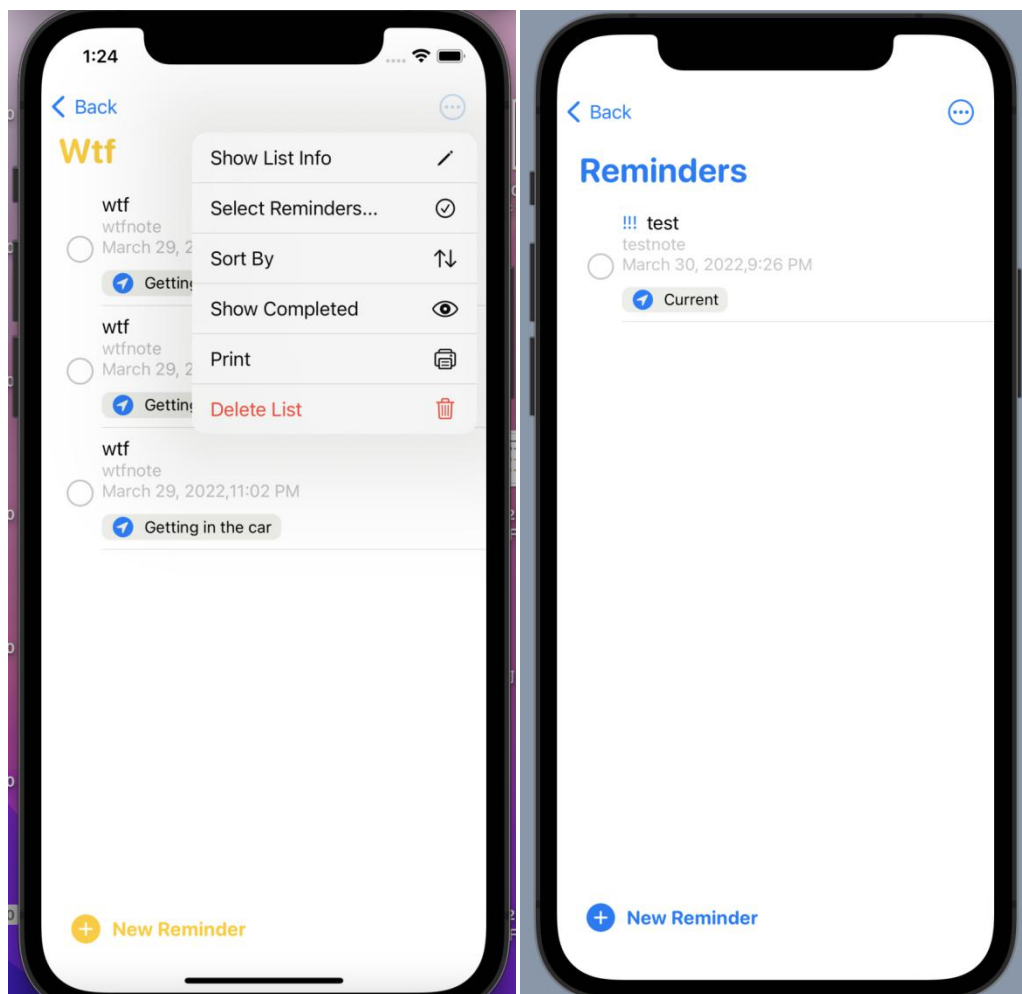 1:24
Back
Wtf
Show List Info
Select Reminders...
Sort By
Show Completed
Print
Delete List
wtf
wtfnote
March 29, 2
Getting
wtf
wtfnote
March 29, 2
Getting
wtf
wtfnote
March 29, 2022,11:02 PM
Getting in the car
New Reminder
Back
Reminders
!!! test
testnote
March 30, 2022,9:26 PM
Current
New Reminder